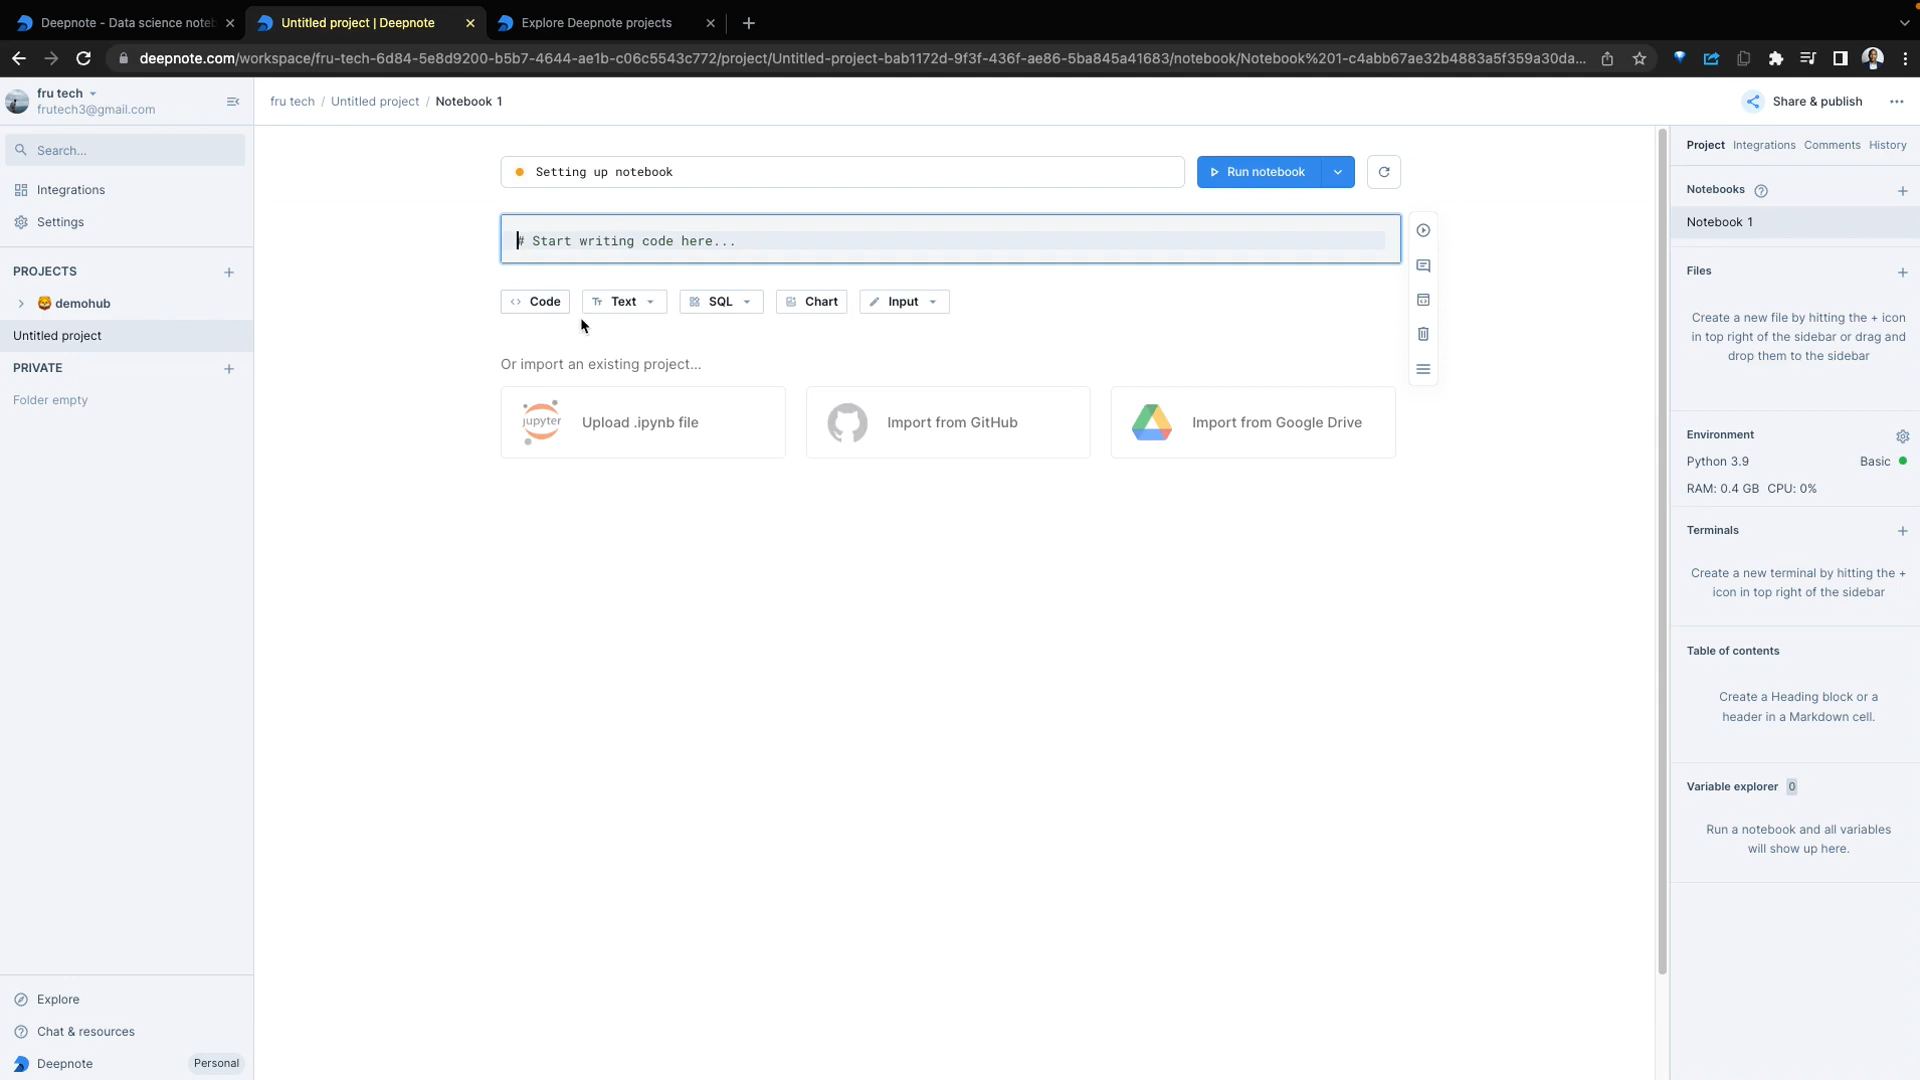 Deepnote - Data science note
Untitled project | Deepnote
Explore Deepnote projects
deepnote.com/workspace/fru-tech-6d84-5e8d9200-b5b7-4644-ae1b-c06c5543c772/project/Untitled-project-bab1172d-9f3f-436f-ae86-5ba845a41683/notebook/Notebook%201-c4abb67ae32b4883a5f359a30da...
fru tech
frutech3@gmail.com
Search...
Integrations
Settings
PROJECTS
demohub
Untitled project
PRIVATE
Folder empty
Explore
Chat & resources
Deepnote
Personal
fru tech / Untitled project / Notebook 1
Share & publish
Setting up notebook
Run notebook
# Start writing code here...
Code
Text
SQL
Chart
Input
Or import an existing project...
jupyter
Upload .ipynb file
Import from GitHub
Import from Google Drive
Project Integrations Comments History
Notebooks
Notebook 1
Files
Create a new file by hitting the + icon
in top right of the sidebar or drag and
drop them to the sidebar
Environment
Python 3.9
Basic
RAM: 0.4 GB CPU: 0%
Terminals
Create a new terminal by hitting the +
icon in top right of the sidebar
Table of contents
Create a Heading block or a
header in a Markdown cell.
Variable explorer 0
Run a notebook and all variables
will show up here.